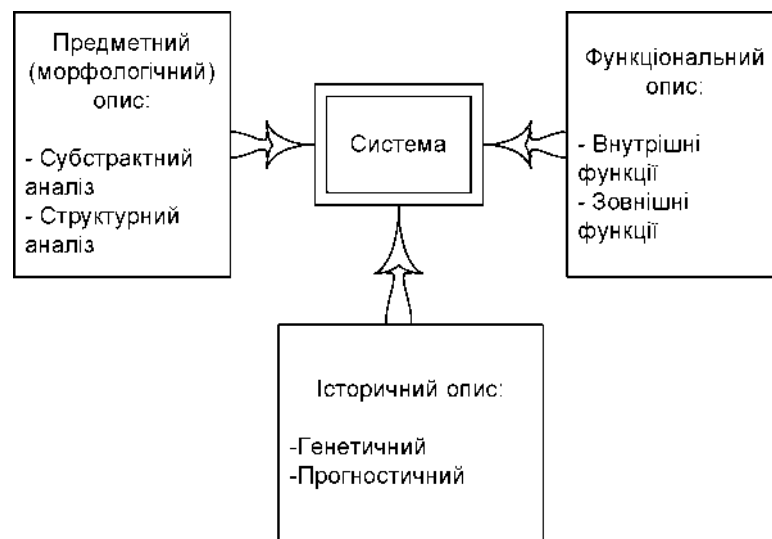 Предметний
(морфологічний)
опис:
- Субстрактний
аналіз
- Структурний
аналіз
Система
Функціональний
опис:
- Внутрішні
функції
- Зовнішні
функції
Історичний опис:
-Генетичний
-Прогностичний